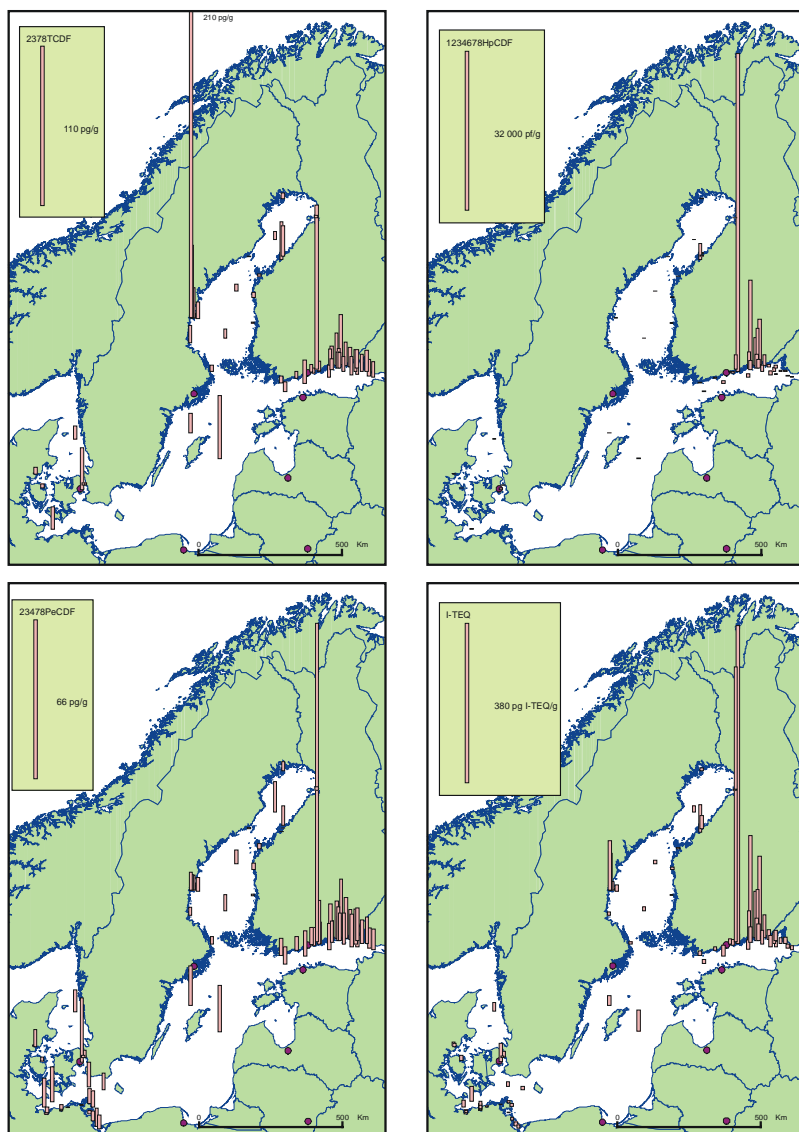 210 pg/g
2378TCDF
110 pg/g
0
500
Km
1234678HpCDF
32 000 pf/g
0
500
Km
23478PeCDF
66 pg/g
0
500
Km
I-TEQ
380 pg I-TEQ/g
0
500
Km